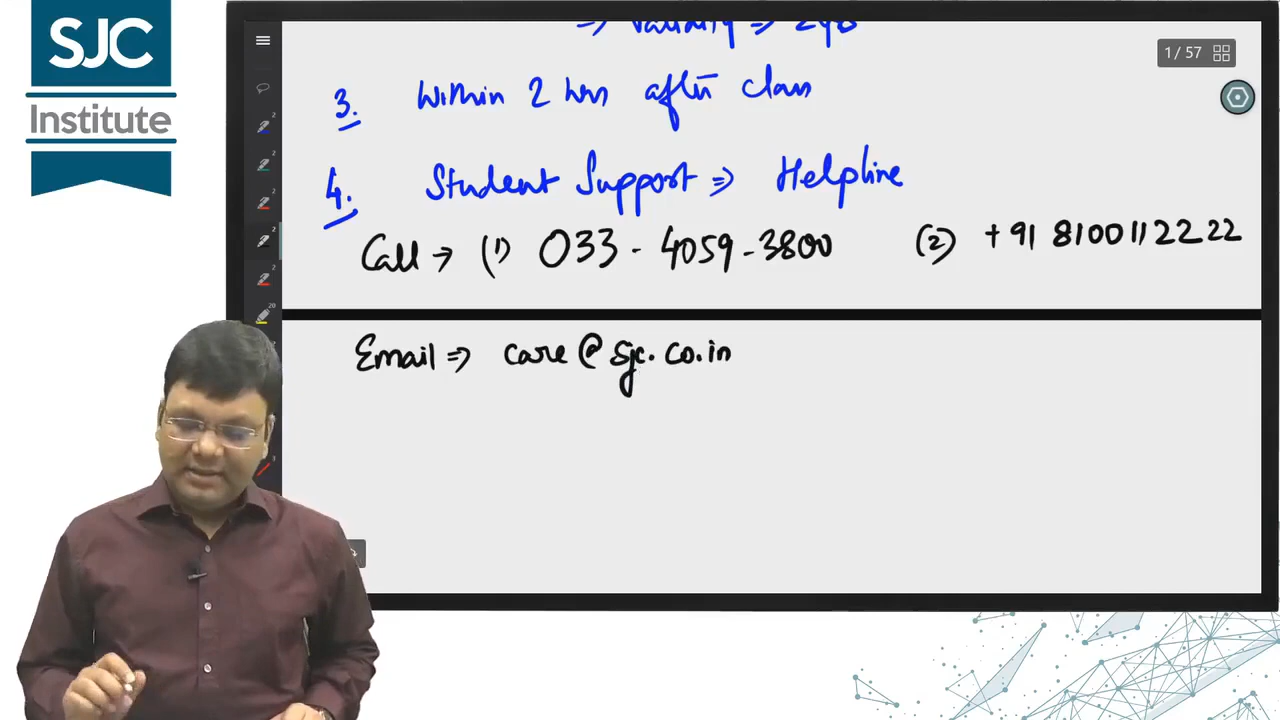 SJC
Institute
1 / 57
⇒ Validity ⇒
3. Within 2 hrs after class
4. Student Support ⇒ Helpline
Call → (1) 033 - 4059 - 3800 (2) +91 8100112222
Email ⇒ care@sjc.co.in